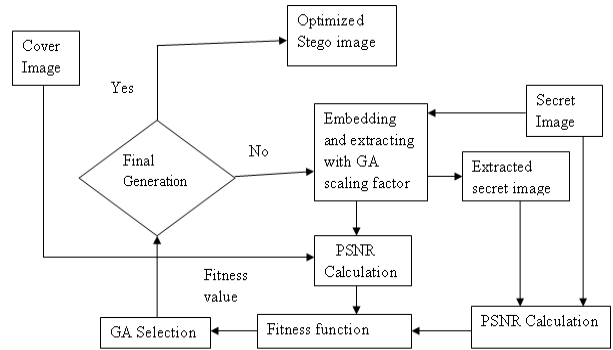 Optimized
Stego image
Cover
Image
Yes
Secret
Image
Embedding
and extracting
with GA
scaling factor
No
Final
Generation
Extracted
secret image
PSNR
Calculation
Fitness
value
GA Selection
Fitness function
PSNR Calculation